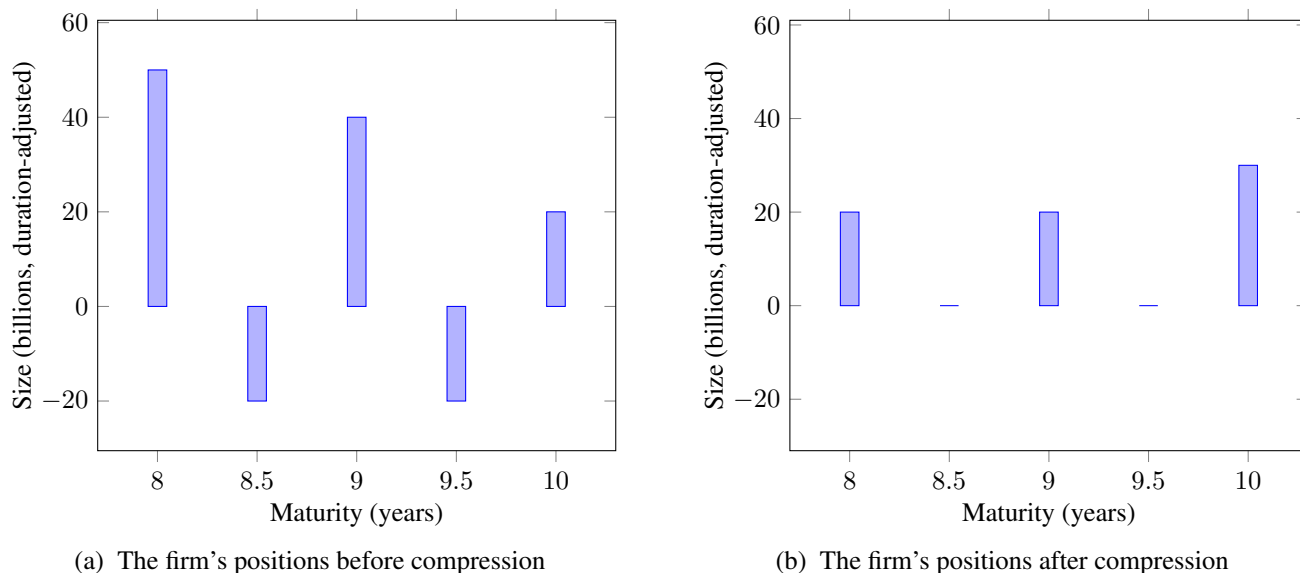 60
40
20
0
−20
Size (billions, duration-adjusted)
8 8.5 9 9.5 10
Maturity (years)
(a) The firm's positions before compression
60
40
20
0
−20
Size (billions, duration-adjusted)
8 8.5 9 9.5 10
Maturity (years)
(b) The firm's positions after compression